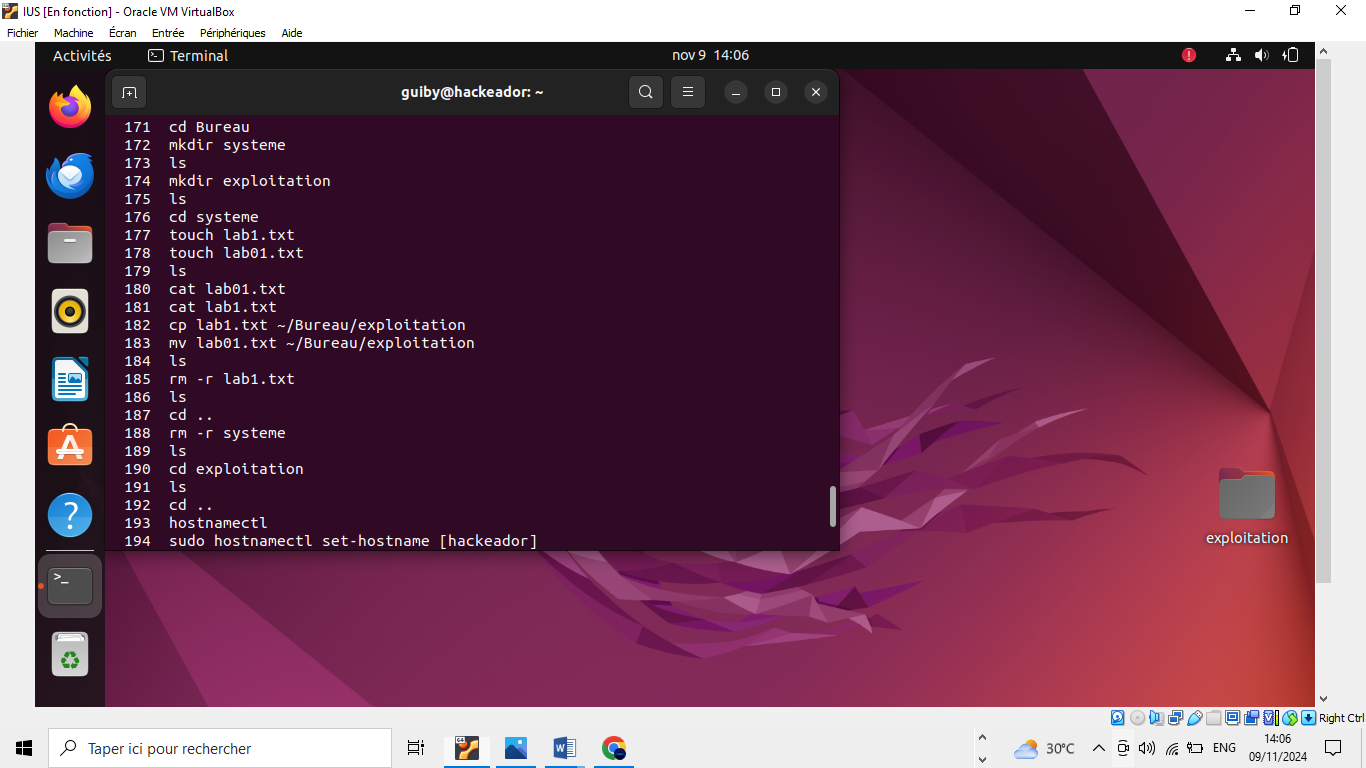 IUS [En fonction] - Oracle VM VirtualBox
Fichier Machine Écran Entrée Périphériques Aide
Activités Terminal nov 9 14:06
guiby@hackeador: ~
171 cd Bureau
172 mkdir systeme
173 ls
174 mkdir exploitation
175 ls
176 cd systeme
177 touch lab1.txt
178 touch lab01.txt
179 ls
180 cat lab01.txt
181 cat lab1.txt
182 cp lab1.txt ~/Bureau/exploitation
183 mv lab01.txt ~/Bureau/exploitation
184 ls
185 rm -r lab1.txt
186 ls
187 cd ..
188 rm -r systeme
189 ls
190 cd exploitation
191 ls
192 cd ..
193 hostnamectl
194 sudo hostnamectl set-hostname [hackeador]
exploitation
Right Ctrl
Taper ici pour rechercher
30°C
ENG
14:06
09/11/2024